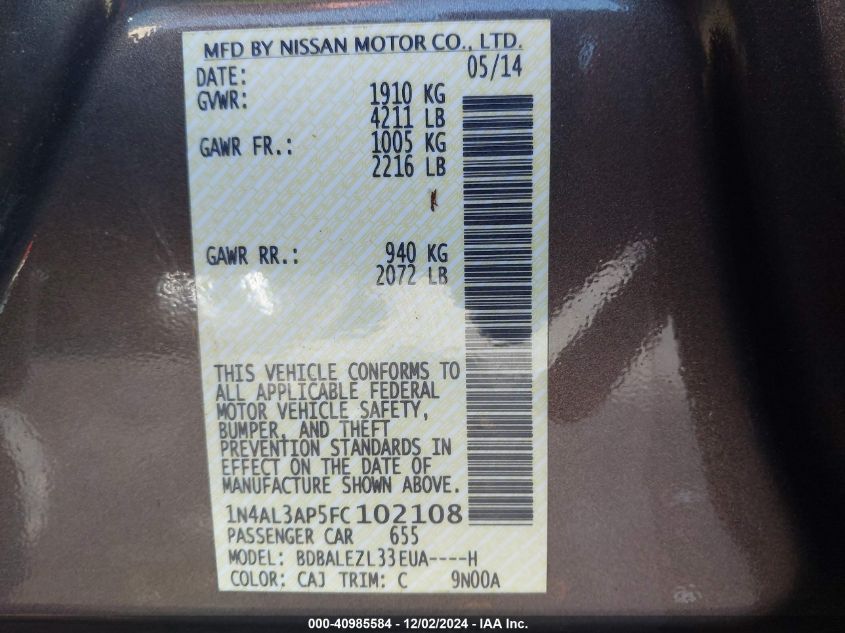 MFD BY NISSAN MOTOR CO., LTD.
DATE: 05/14
GVWR: 1910 KG
4211 LB
GAWR FR.: 1005 KG
2216 LB
GAWR RR.: 940 KG
2072 LB
THIS VEHICLE CONFORMS TO
ALL APPLICABLE FEDERAL
MOTOR VEHICLE SAFETY,
BUMPER, AND THEFT
PREVENTION STANDARDS IN
EFFECT ON THE DATE OF
MANUFACTURE SHOWN ABOVE.
1N4AL3AP5FC102108
PASSENGER CAR 655
MODEL: BDBALEZL33EUA----H
COLOR: CAJ TRIM: C 9N00A
000-40985584 - 12/02/2024 - IAA Inc.